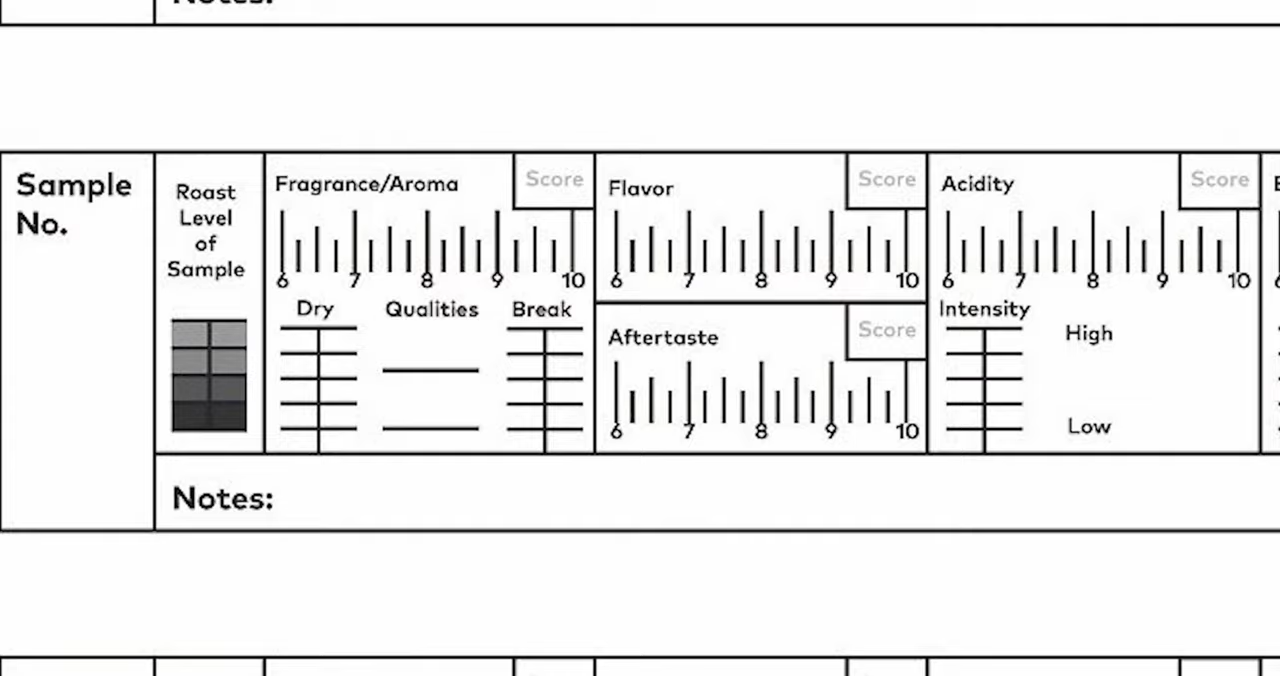 Notes:
Sample
No.
Roast
Level
of
Sample
Fragrance/Aroma
Score
6 7 8 9 10
Dry Qualities Break
Flavor
Score
6 7 8 9 10
Aftertaste
Score
6 7 8 9 10
Acidity
Score
6 7 8 9 10
Intensity
High
Low
Notes: